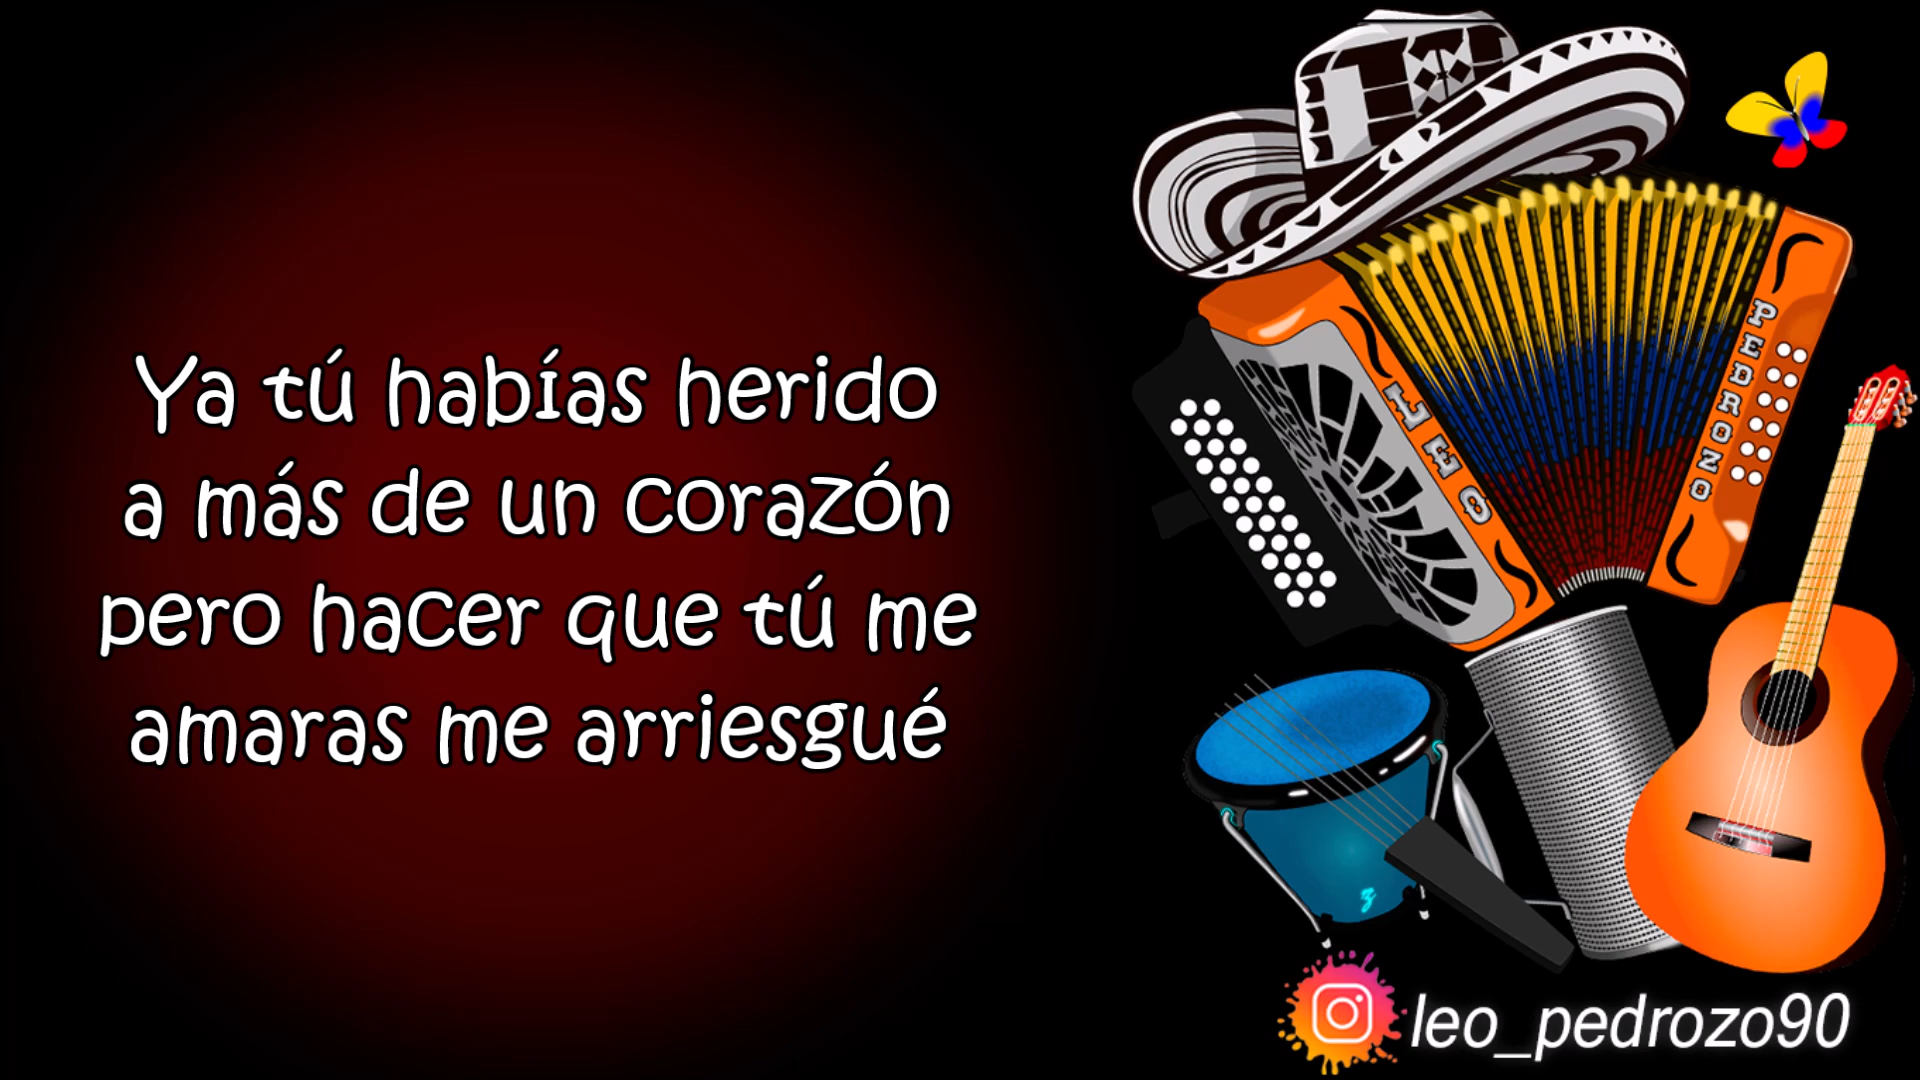 Ya tú habías herido
a más de un corazón
pero hacer que tú me
amaras me arriesgué
LEO
PEDROZO
z
leo_pedrozo90